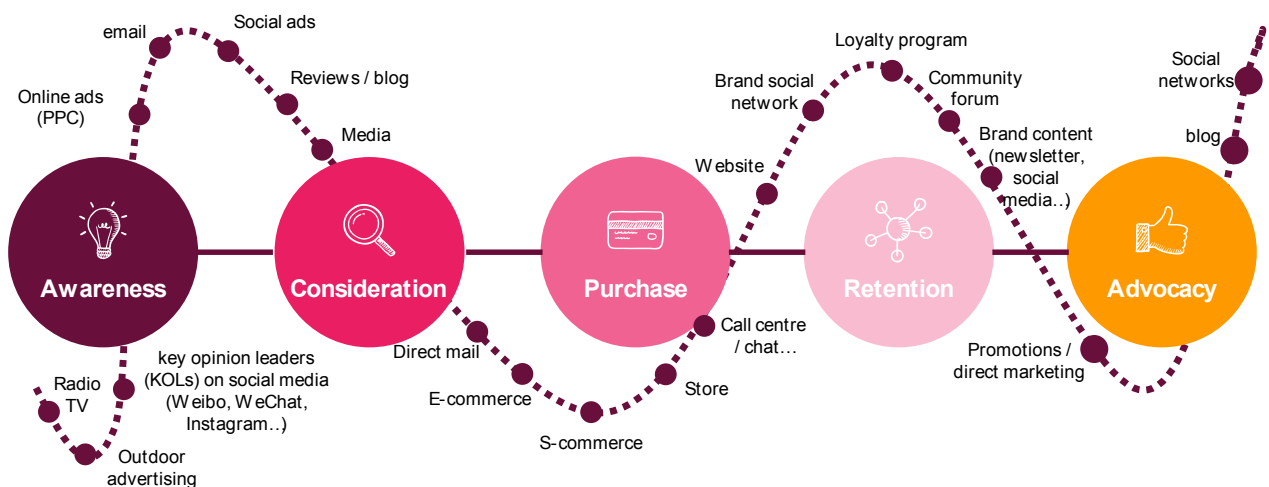 email
Social ads
Online ads
(PPC)
Reviews / blog
Media
Awareness
Radio
TV
Outdoor
advertising
key opinion leaders
(KOLs) on social media
(Weibo, WeChat,
Instagram…)
Consideration
Direct mail
E-commerce
S-commerce
Store
Call centre
/ chat…
Purchase
Website
Brand social
network
Loyalty program
Community
forum
Brand content
(newsletter,
social
media…)
Retention
Promotions /
direct marketing
Advocacy
blog
Social
networks